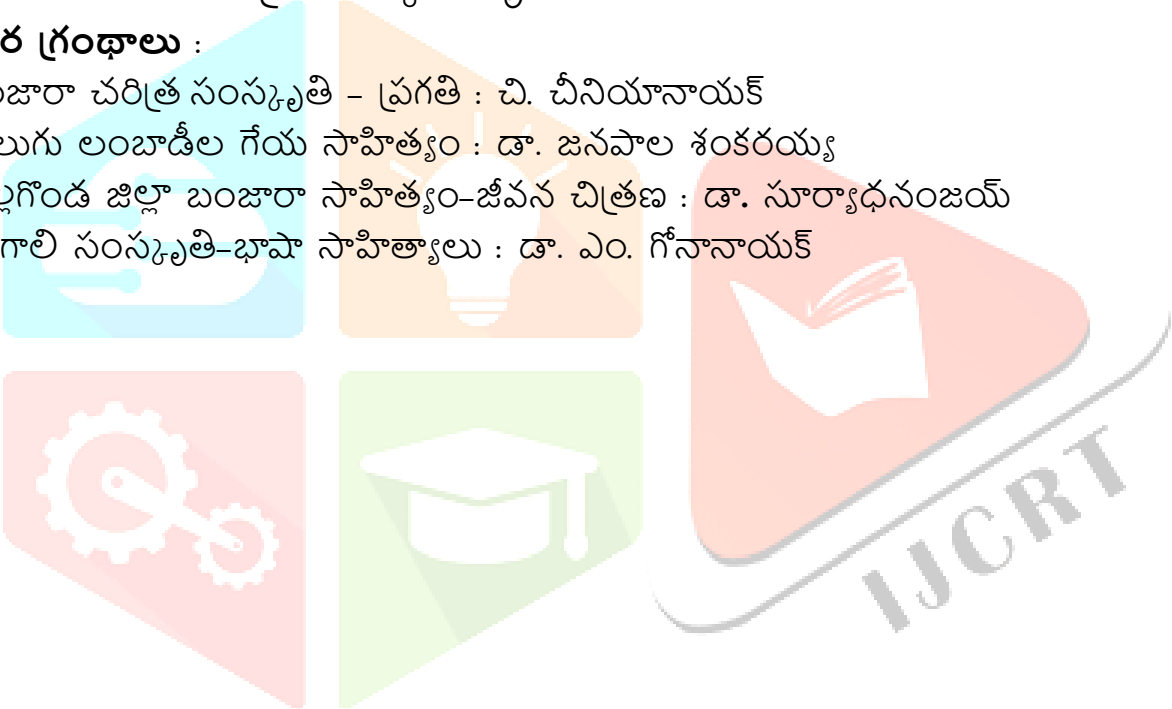 ర గ్రంథాలు :
ంజారా చరిత్ర సంస్కృతి – ప్రగతి : చి. చీనియానాయక్
లుగు లంబాడీల గేయ సాహిత్యం : డా. జనపాల శంకరయ్య
ల్లగొండ జిల్లా బంజారా సాహిత్యం–జీవన చిత్రణ : డా. సూర్యాధనంజయ్
గాలి సంస్కృతి–భాషా సాహిత్యాలు : డా. ఎం. గోనానాయక్
IJCRT